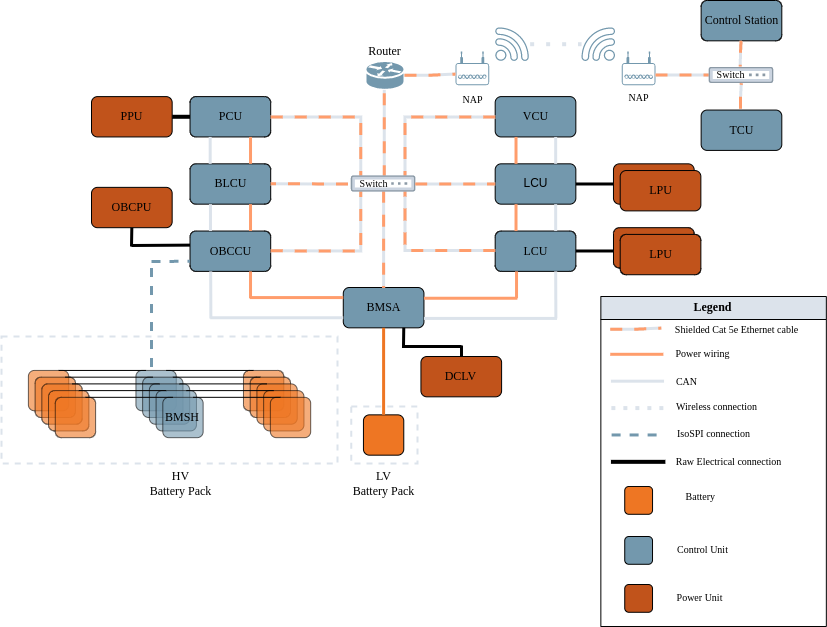 Control Station
Router
Switch
NAP
NAP
PPU
PCU
VCU
TCU
BLCU
Switch
LCU
LPU
OBCPU
OBCCU
LCU
LPU
BMSA
DCLV
BMSH
HV
Battery Pack
LV
Battery Pack
Legend
Shielded Cat 5e Ethernet cable
Power wiring
CAN
Wireless connection
IsoSPI connection
Raw Electrical connection
Battery
Control Unit
Power Unit